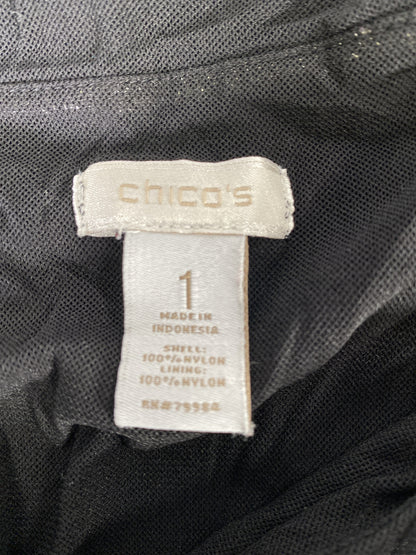 chico's
1
MADE IN
INDONESIA
SHELL:
100% NYLON
LINING:
100% NYLON
RN# 79984